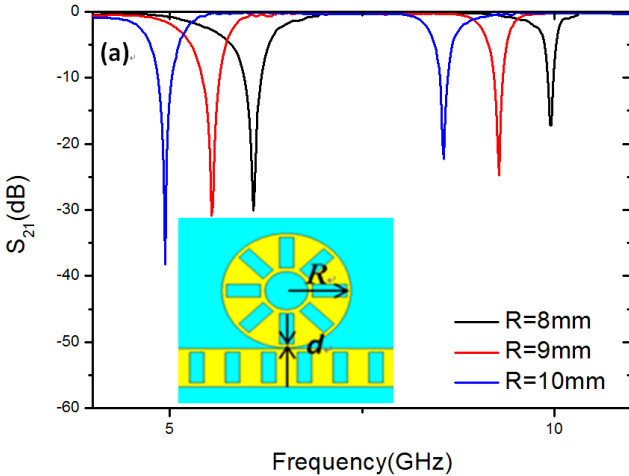 0
-10
-20
-30
-40
-50
-60
S21(dB)
(a)
R
d
R=8mm
R=9mm
R=10mm
5
10
Frequency(GHz)